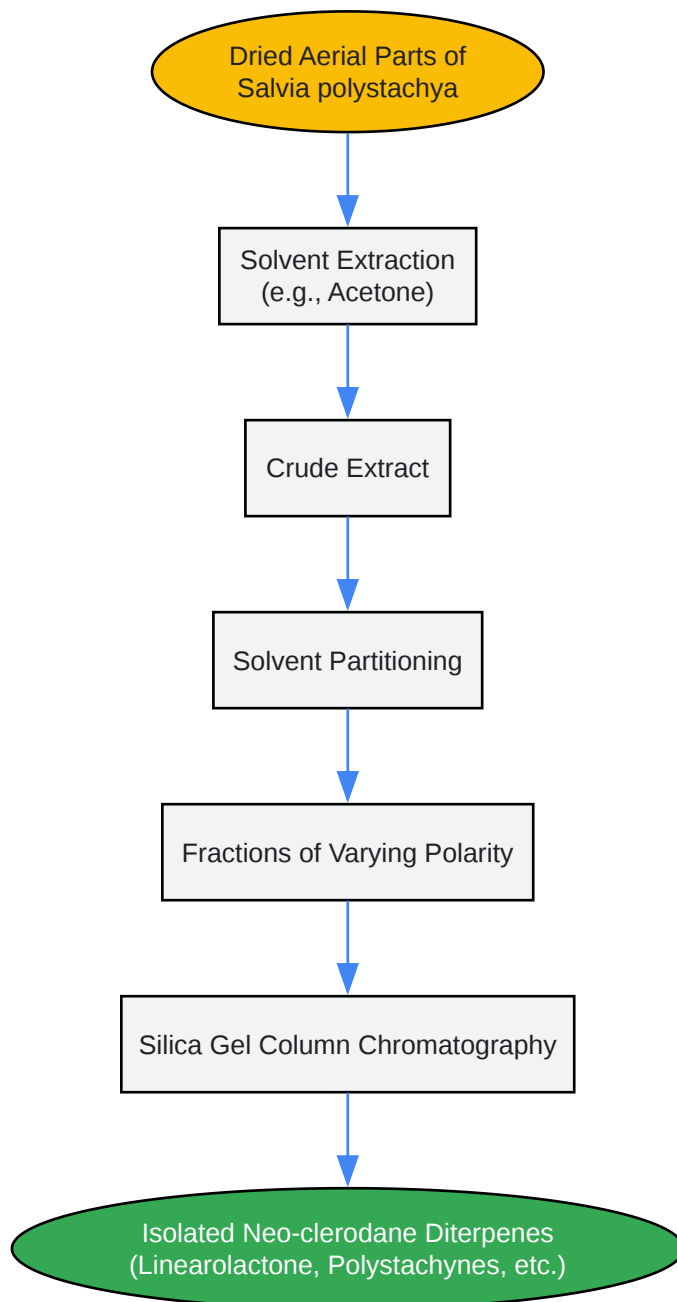 Dried Aerial Parts of
Salvia polystachya
Solvent Extraction
(e.g., Acetone)
Crude Extract
Solvent Partitioning
Fractions of Varying Polarity
Silica Gel Column Chromatography
Isolated Neo-clerodane Diterpenes
(Linearolactone, Polystachynes, etc.)